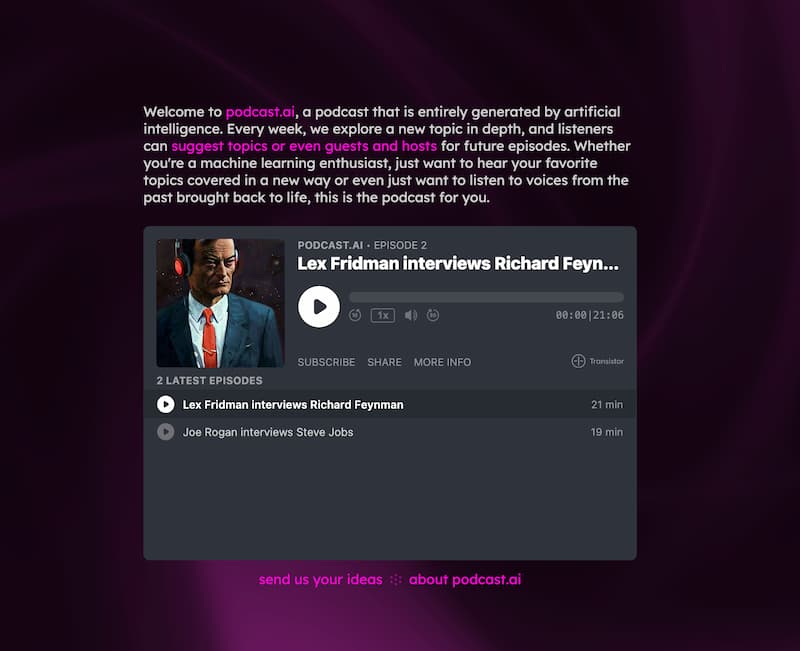 Welcome to podcast.ai, a podcast that is entirely generated by artificial
intelligence. Every week, we explore a new topic in depth, and listeners
can suggest topics or even guests and hosts for future episodes. Whether
you're a machine learning enthusiast, just want to hear your favorite
topics covered in a new way or even just want to listen to voices from the
past brought back to life, this is the podcast for you.
PODCAST.AI • EPISODE 2
Lex Fridman interviews Richard Feyn...
1x
00:00|21:06
SUBSCRIBE SHARE MORE INFO
Transistor
2 LATEST EPISODES
Lex Fridman interviews Richard Feynman 21 min
Joe Rogan interviews Steve Jobs 19 min
send us your ideas about podcast.ai